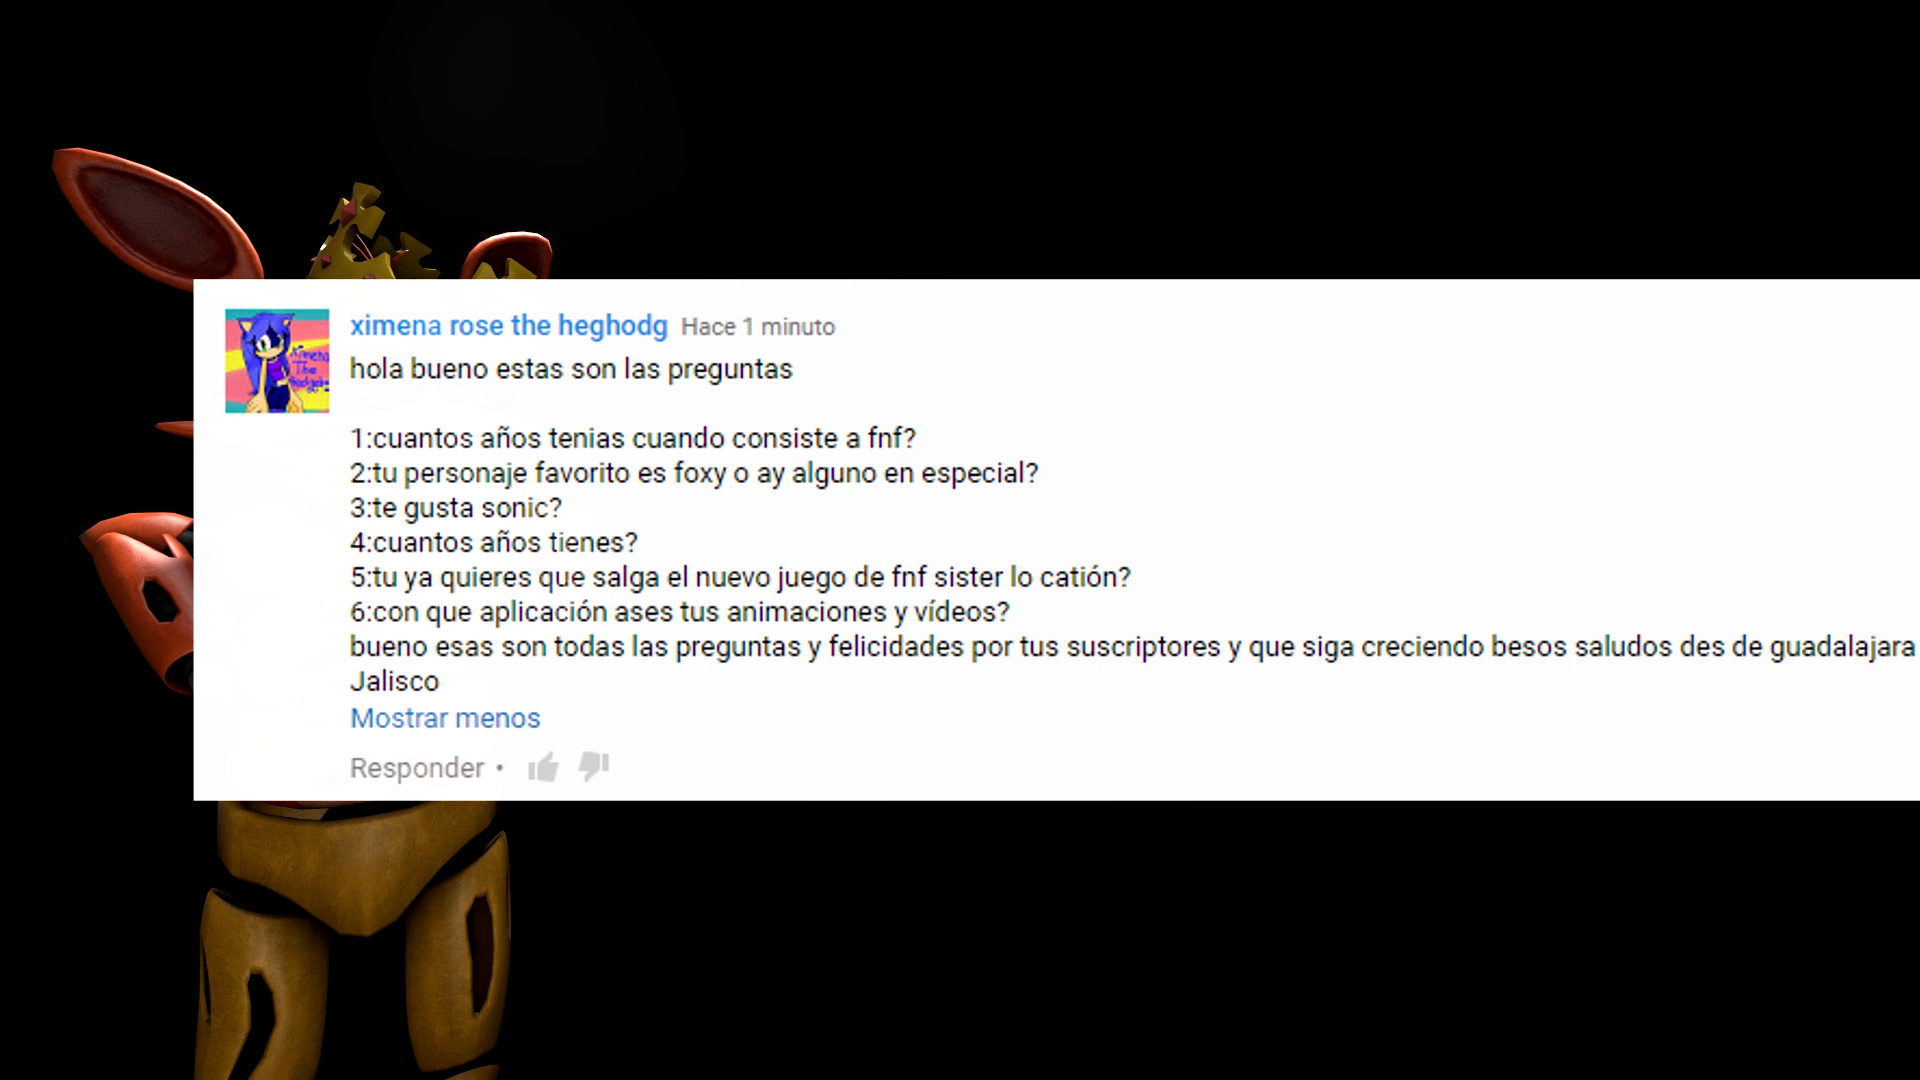 ximena rose the heghodg Hace 1 minuto
hola bueno estas son las preguntas
1:cuantos años tenias cuando consiste a fnf?
2:tu personaje favorito es foxy o ay alguno en especial?
3:te gusta sonic?
4:cuantos años tienes?
5:tu ya quieres que salga el nuevo juego de fnf sister lo catión?
6:con que aplicación ases tus animaciones y vídeos?
bueno esas son todas las preguntas y felicidades por tus suscriptores y que siga creciendo besos saludos des de guadalajara
Jalisco
Mostrar menos
Responder •